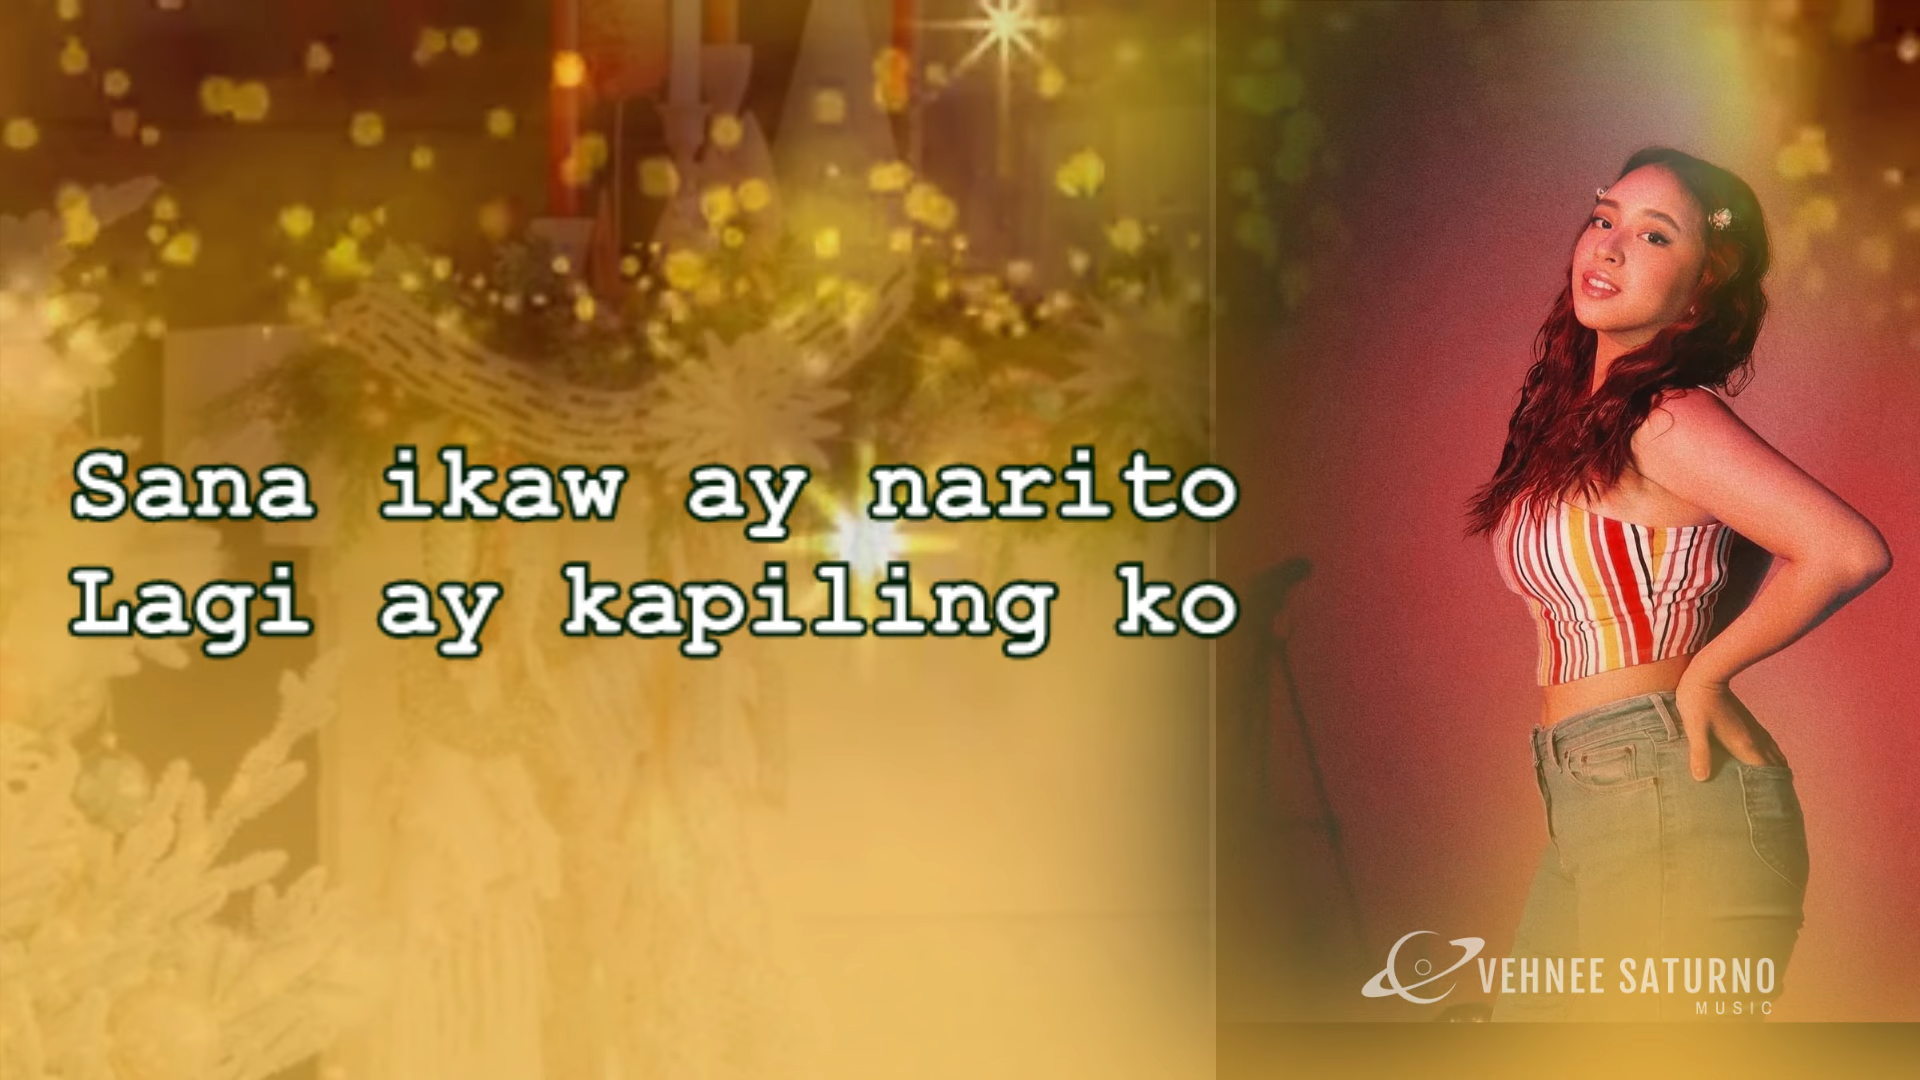 Sana ikaw ay narito
Lagi ay kapiling ko
VEHNEE SATURNO
MUSIC